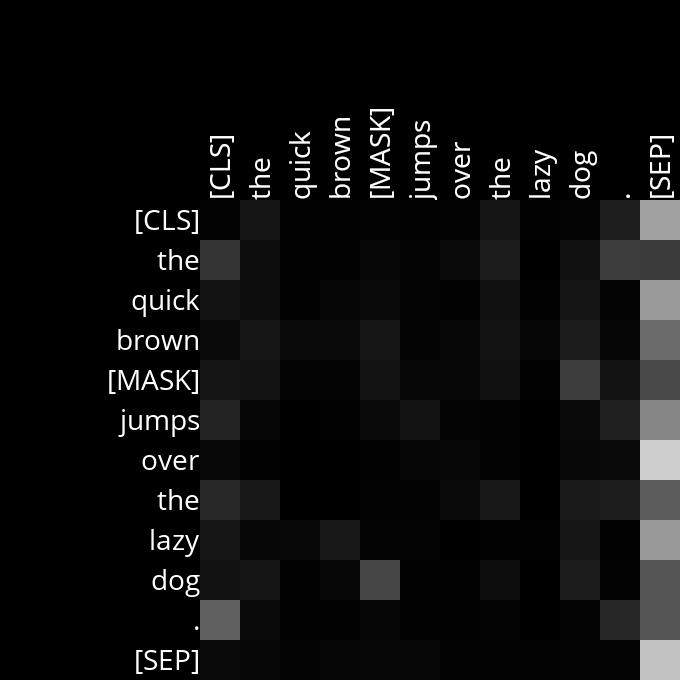 [CLS] the quick brown [MASK] jumps over the lazy dog . [SEP]
[CLS]
the
quick
brown
[MASK]
jumps
over
the
lazy
dog
.
[SEP]